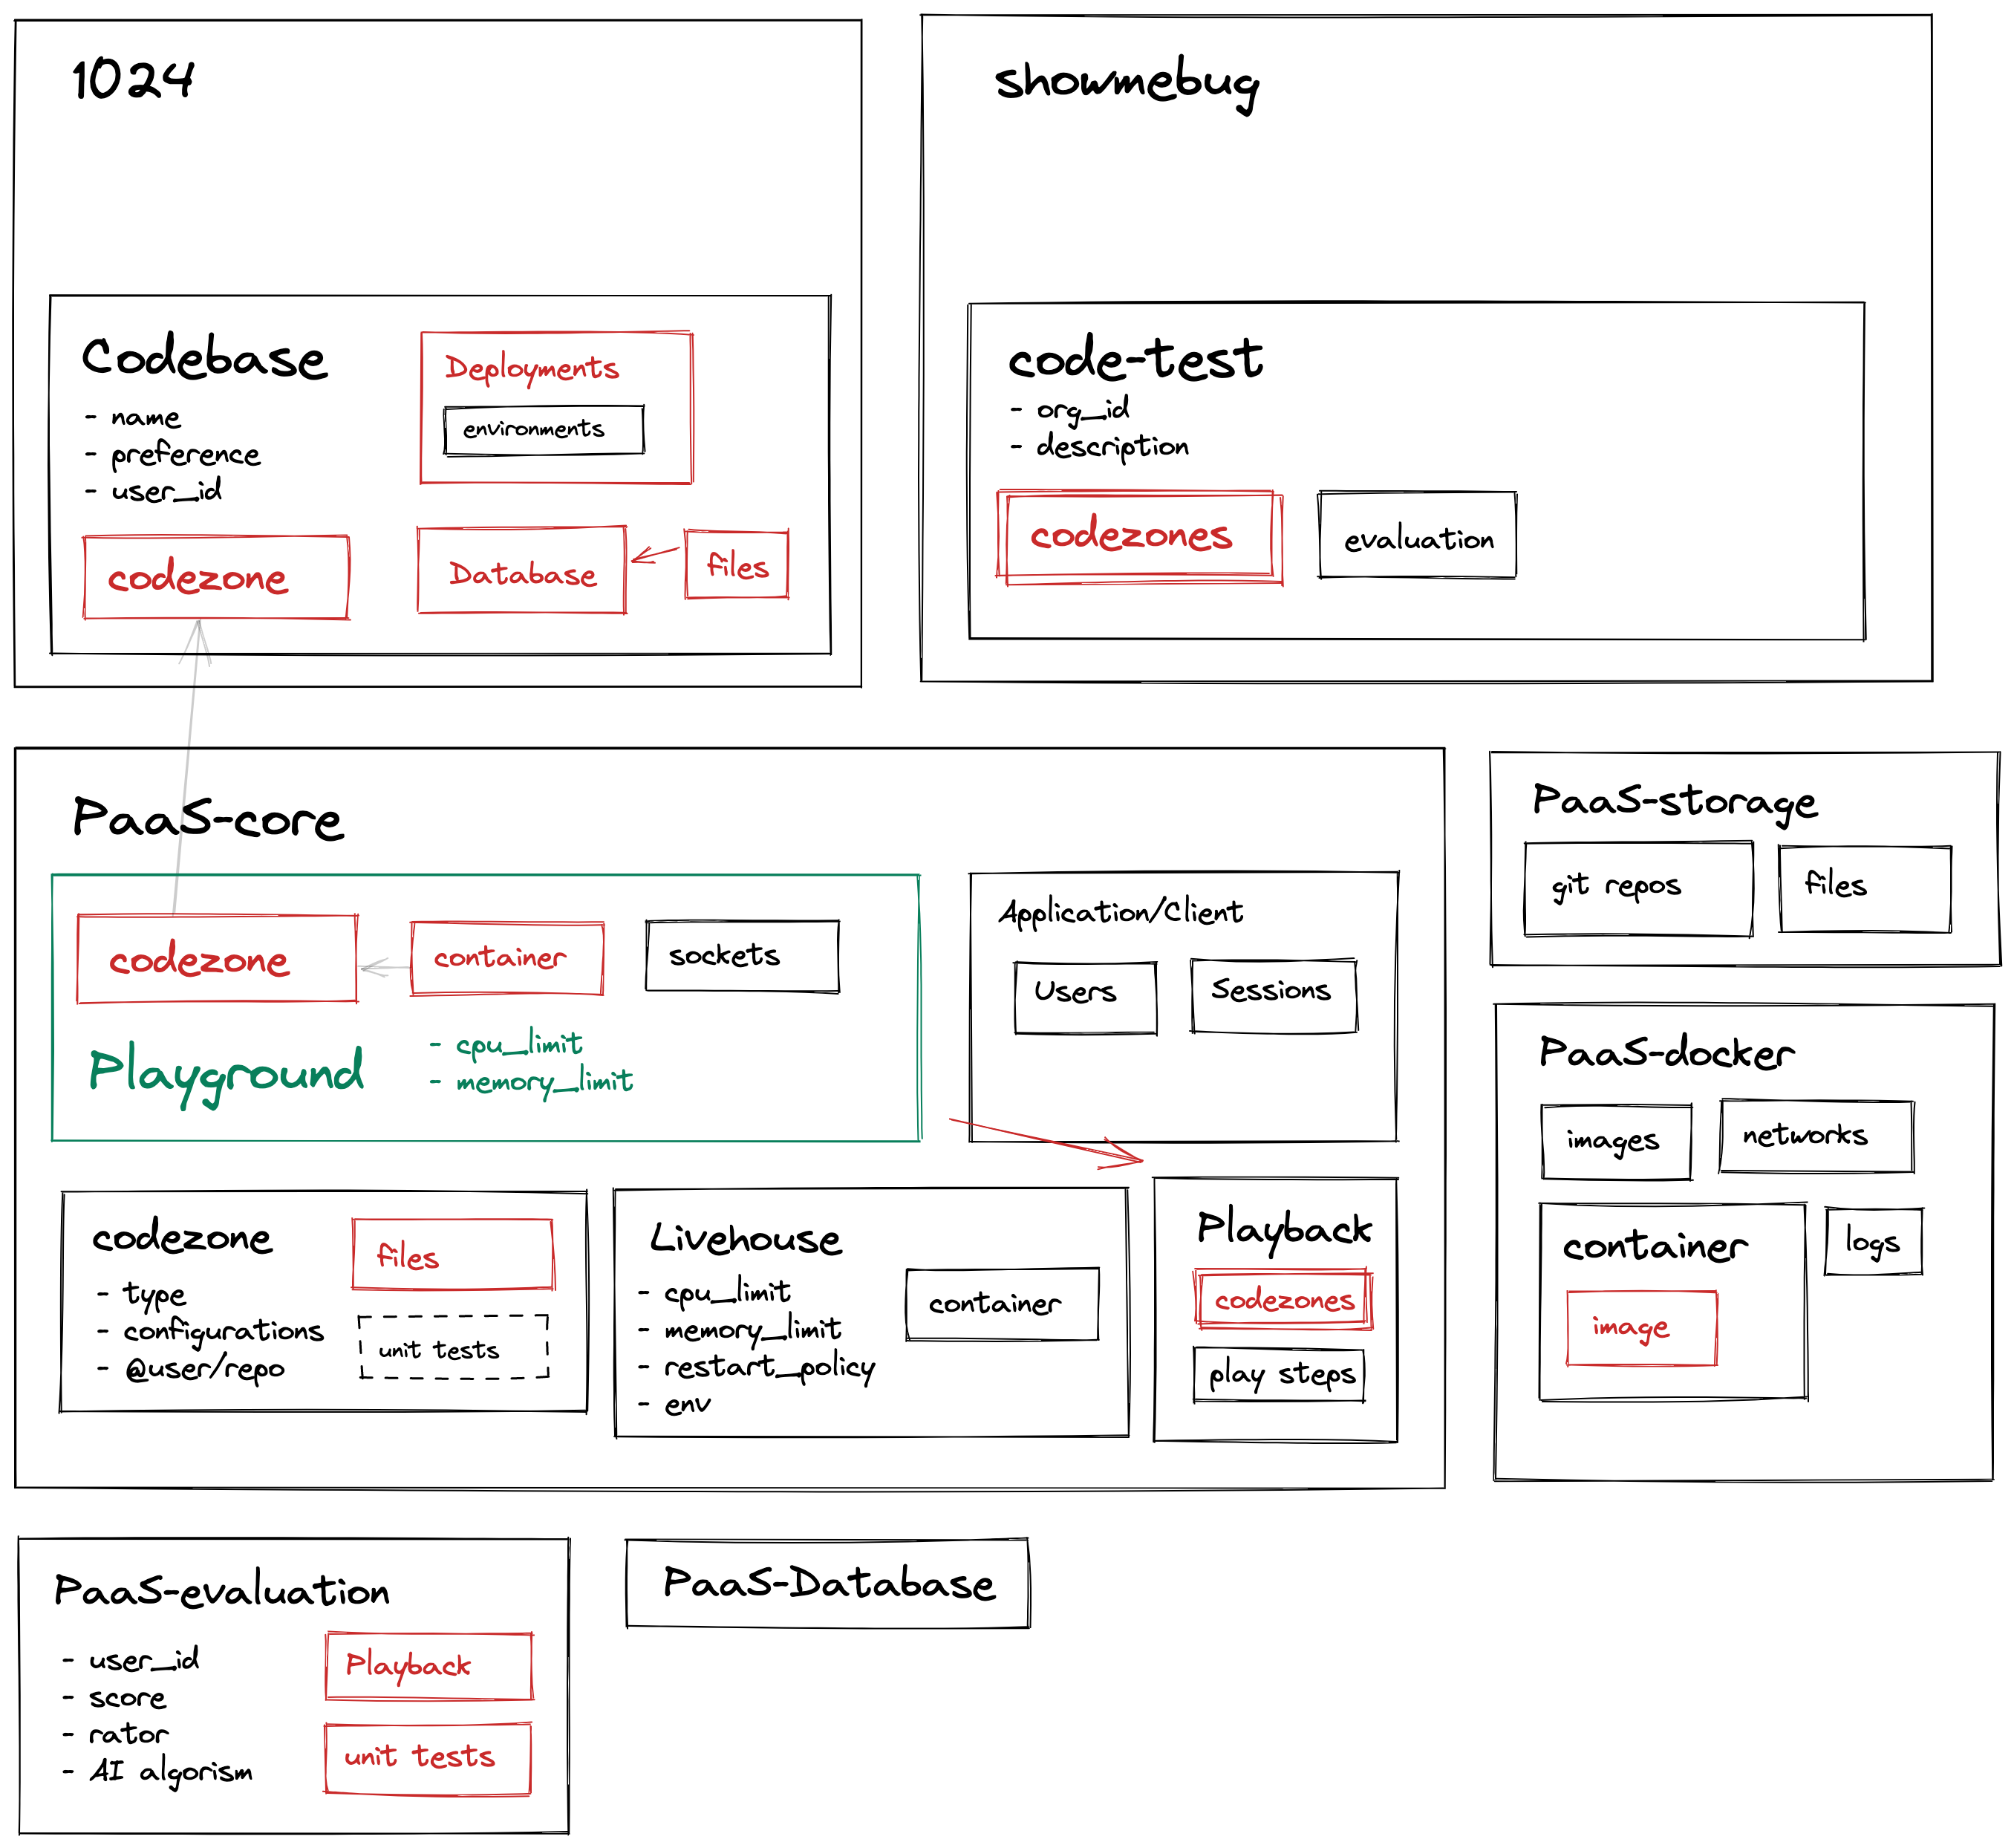 1024
Codebase
- name
- preference
- user_id
Deployments
environments
codezone
Database
files
showmebug
code-test
- org_id
- description
codezones
evaluation
PaaS-core
codezone
container
sockets
Playground
- cpu_limit
- memory_limit
Application/Client
Users
Sessions
codezone
- type
- configurations
- @user/repo
files
unit tests
Livehouse
- cpu_limit
- memory_limit
- restart_policy
- env
container
Playback
codezones
play steps
PaaS-storage
git repos
files
PaaS-docker
images
networks
container
image
logs
PaaS-evaluation
- user_id
- score
- rator
- AI algorism
Playback
unit tests
PaaS-Database